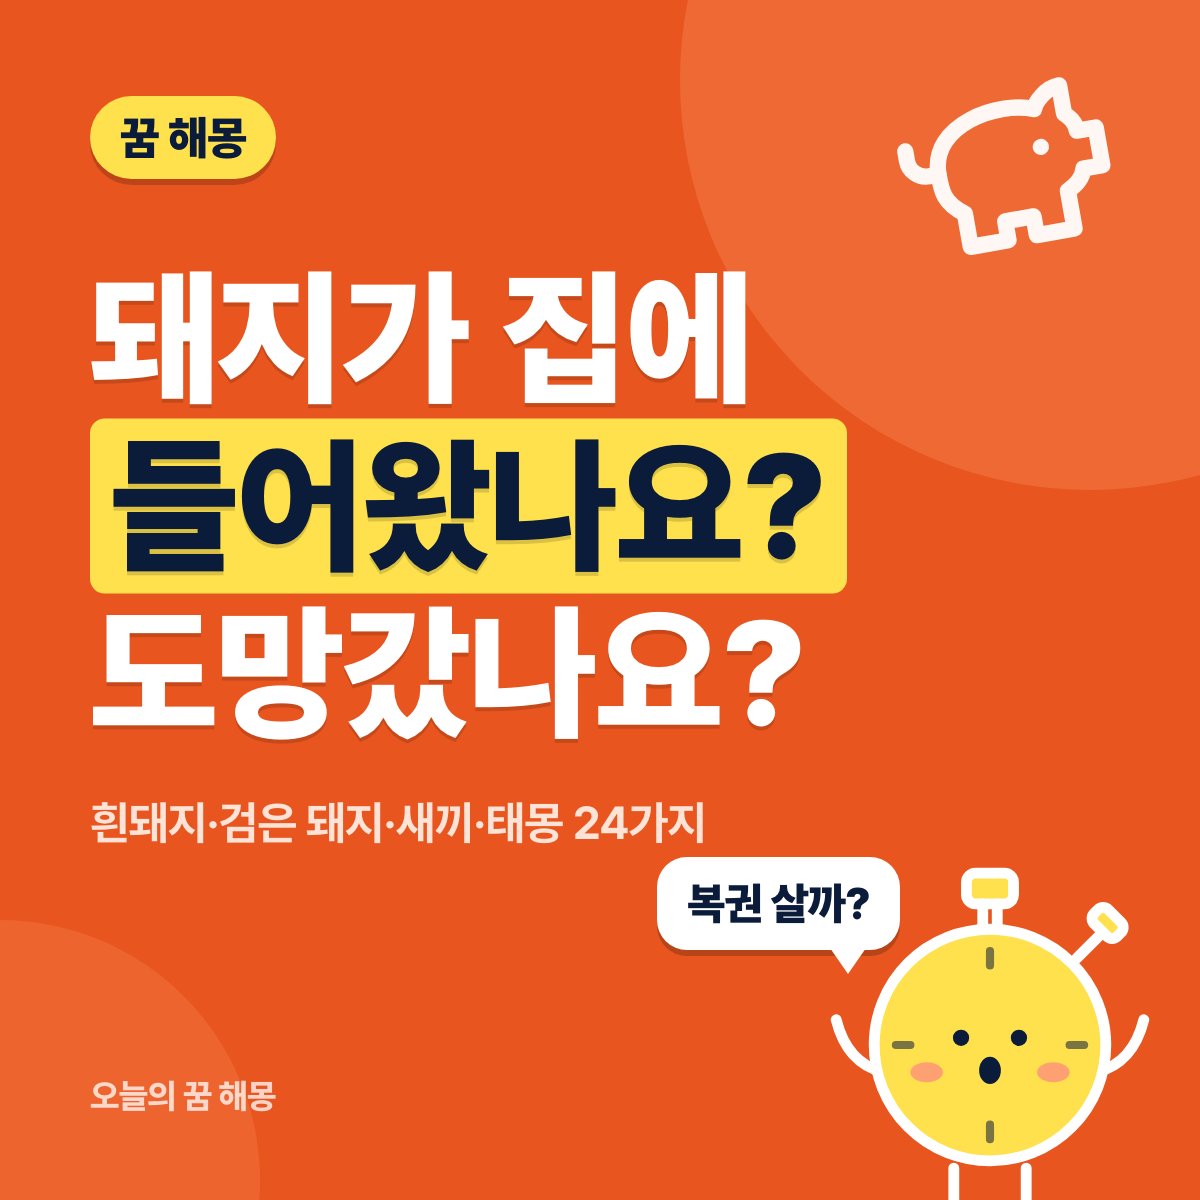 꿈 해몽
돼지가 집에
들어왔나요?
도망갔나요?
흰돼지·검은 돼지·새끼·태몽 24가지
복권 살까?
오늘의 꿈 해몽